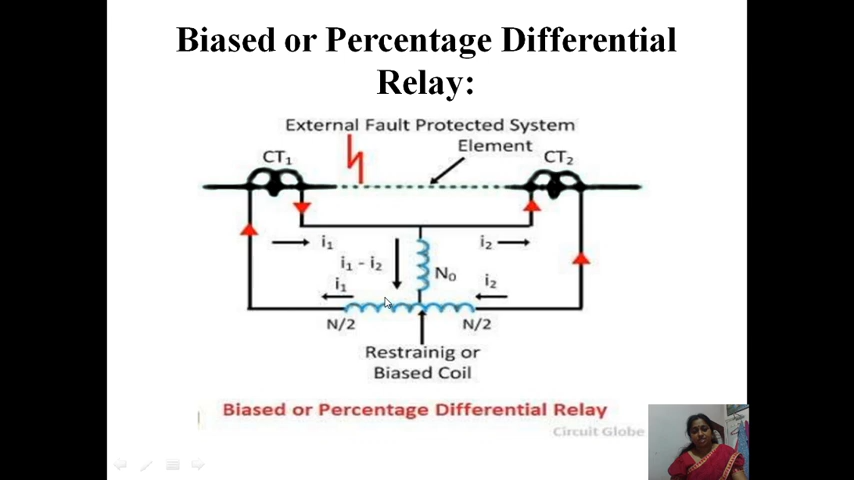 Biased or Percentage Differential
Relay:
External Fault Protected System
Element
CT₁
CT₂
i₁
i₂
i₁ - i₂
N₀
i₁
i₂
N/2
N/2
Restrainig or
Biased Coil
Biased or Percentage Differential Relay
Circuit Globe